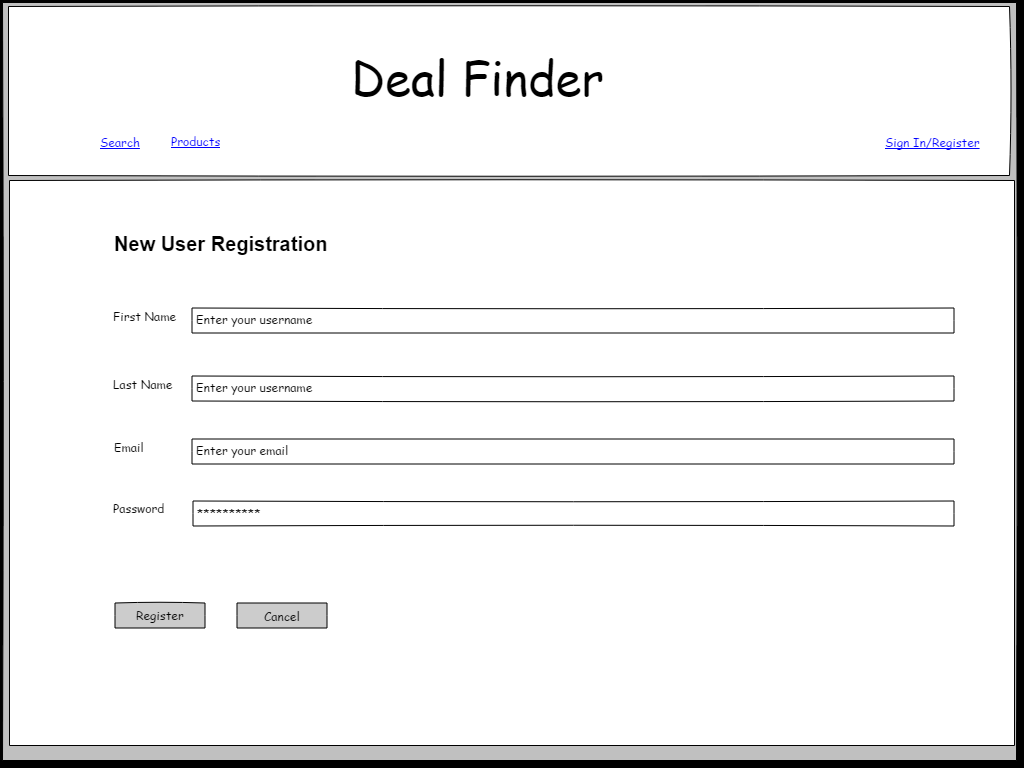 Deal Finder
Search Products Sign In/Register
New User Registration
First Name Enter your username
Last Name Enter your username
Email Enter your email
Password **********
Register Cancel